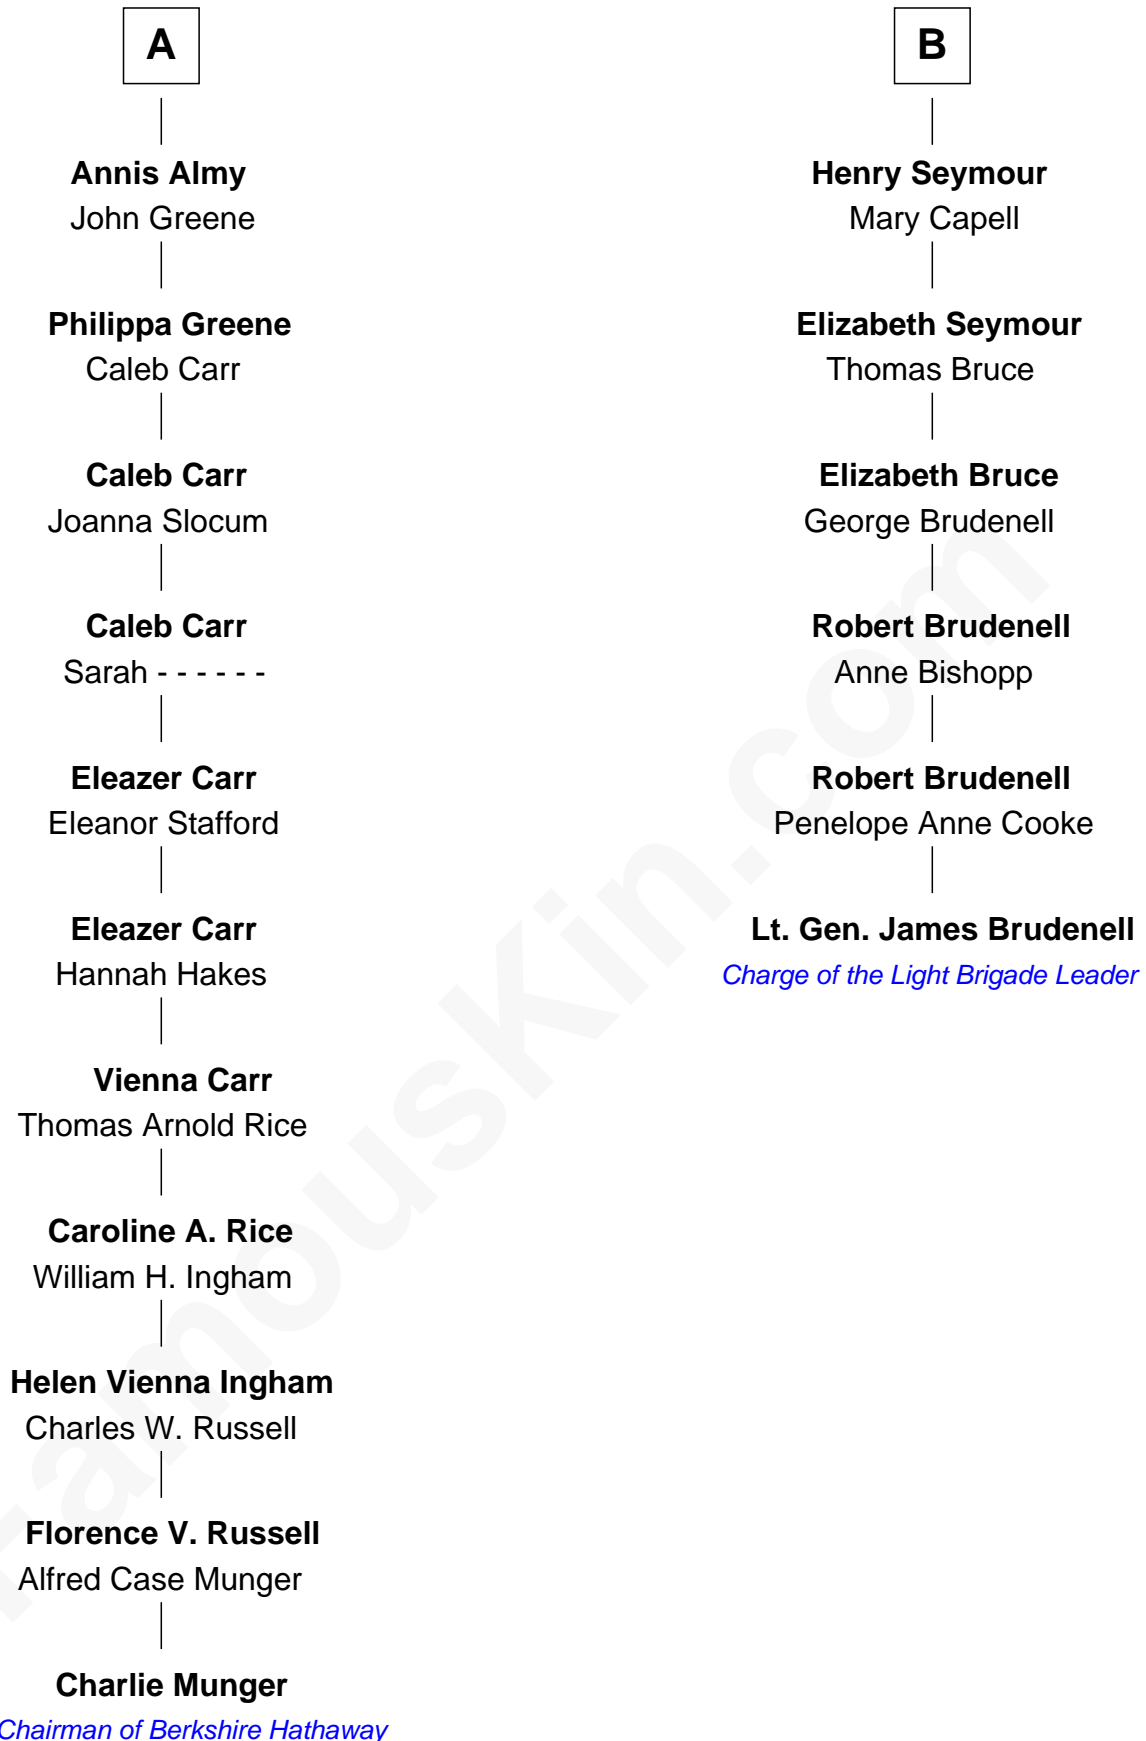 A
Annis Almy
John Greene
Philippa Greene
Caleb Carr
Caleb Carr
Joanna Slocum
Caleb Carr
Sarah - - - - - -
Eleazer Carr
Eleanor Stafford
Eleazer Carr
Hannah Hakes
Vienna Carr
Thomas Arnold Rice
Caroline A. Rice
William H. Ingham
Helen Vienna Ingham
Charles W. Russell
Florence V. Russell
Alfred Case Munger
Charlie Munger
Chairman of Berkshire Hathaway
B
Henry Seymour
Mary Capell
Elizabeth Seymour
Thomas Bruce
Elizabeth Bruce
George Brudenell
Robert Brudenell
Anne Bishopp
Robert Brudenell
Penelope Anne Cooke
Lt. Gen. James Brudenell
Charge of the Light Brigade Leader
FamousKin.com